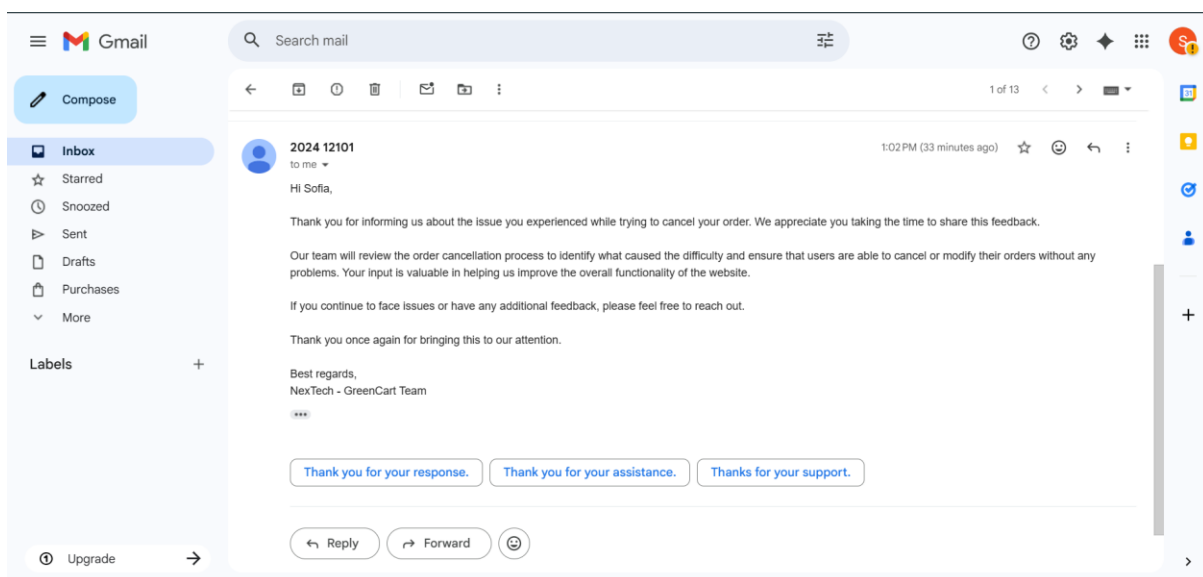 Gmail
Search mail
Compose
1 of 13
31
S
Inbox
Starred
Snoozed
Sent
Drafts
Purchases
More
Labels
Upgrade
2024 12101
1:02 PM (33 minutes ago)
to me
Hi Sofia,
Thank you for informing us about the issue you experienced while trying to cancel your order. We appreciate you taking the time to share this feedback.
Our team will review the order cancellation process to identify what caused the difficulty and ensure that users are able to cancel or modify their orders without any
problems. Your input is valuable in helping us improve the overall functionality of the website.
If you continue to face issues or have any additional feedback, please feel free to reach out.
Thank you once again for bringing this to our attention.
Best regards,
NexTech - GreenCart Team
Thank you for your response.
Thank you for your assistance.
Thanks for your support.
Reply
Forward